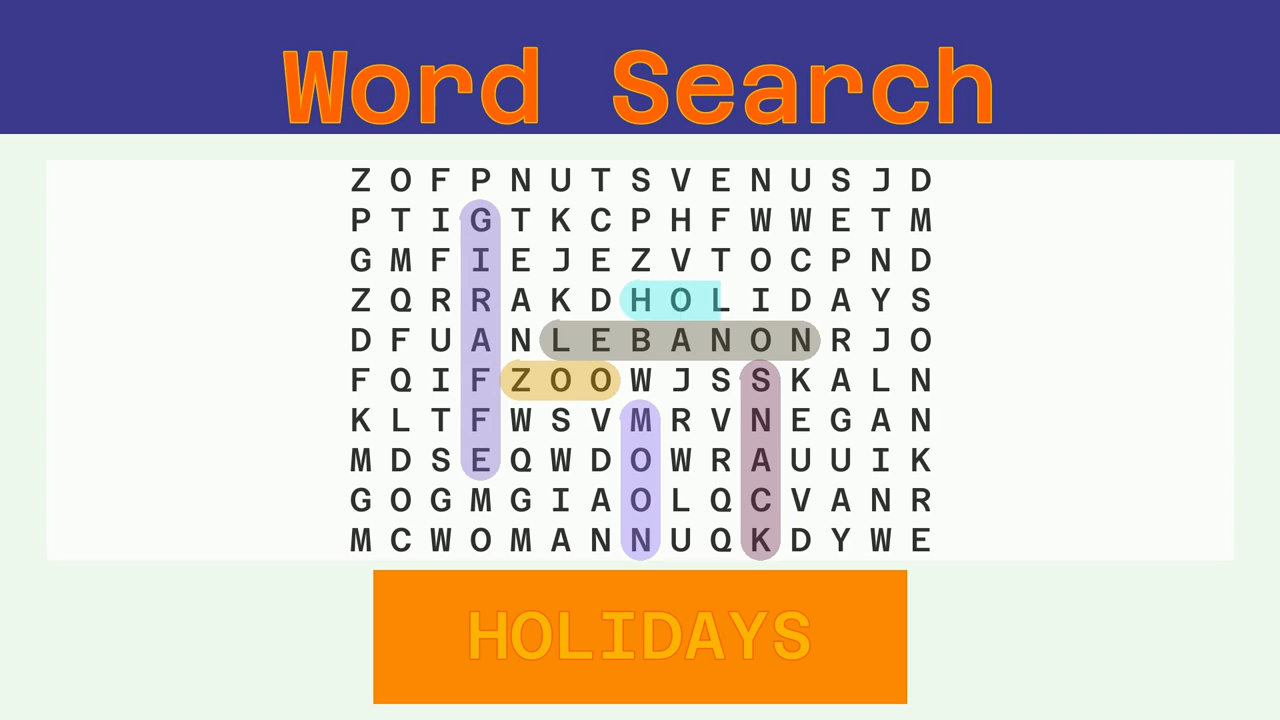 Word Search
Z O F P N U T S V E N U S J D
P T I G T K C P H F W W E T M
G M F I E J E Z V T O C P N D
Z Q R R A K D H O L I D A Y S
D F U A N L E B A N O N R J O
F Q I F Z O O W J S S K A L N
K L T F W S V M R V N E G A N
M D S E Q W D O W R A U U I K
G O G M G I A O L Q C V A N R
M C W O M A N N U Q K D Y W E
HOLIDAYS